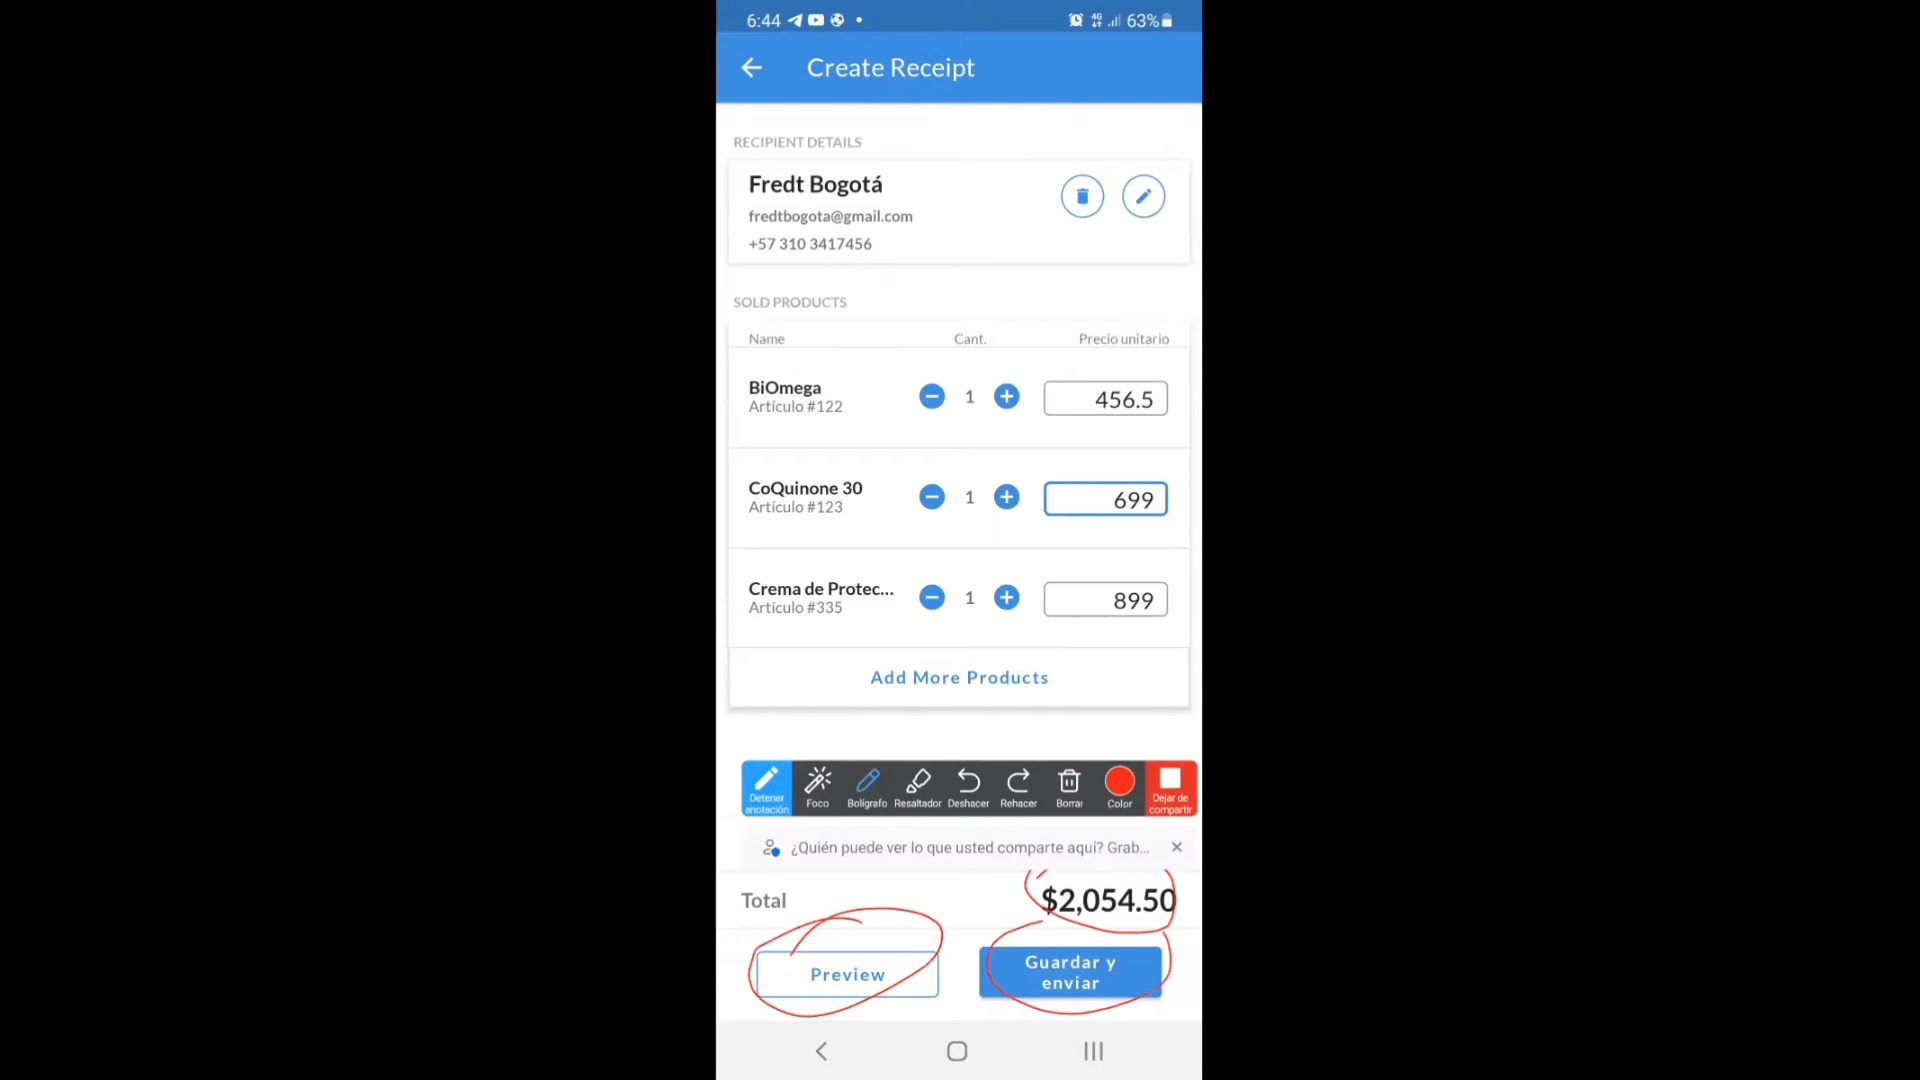 6:44 4G 63%
Create Receipt
RECIPIENT DETAILS
Fredt Bogotá
fredtbogota@gmail.com
+57 310 3417456
SOLD PRODUCTS
Name Cant. Precio unitario
BiOmega
Artículo #122
1 456.5
CoQuinone 30
Artículo #123
1 699
Crema de Protec...
Artículo #335
1 899
Add More Products
Detener anotación Foco Bolígrafo Resaltador Deshacer Rehacer Borrar Color Dejar de compartir
¿Quién puede ver lo que usted comparte aquí? Grab...
Total $2,054.50
Preview
Guardar y
enviar